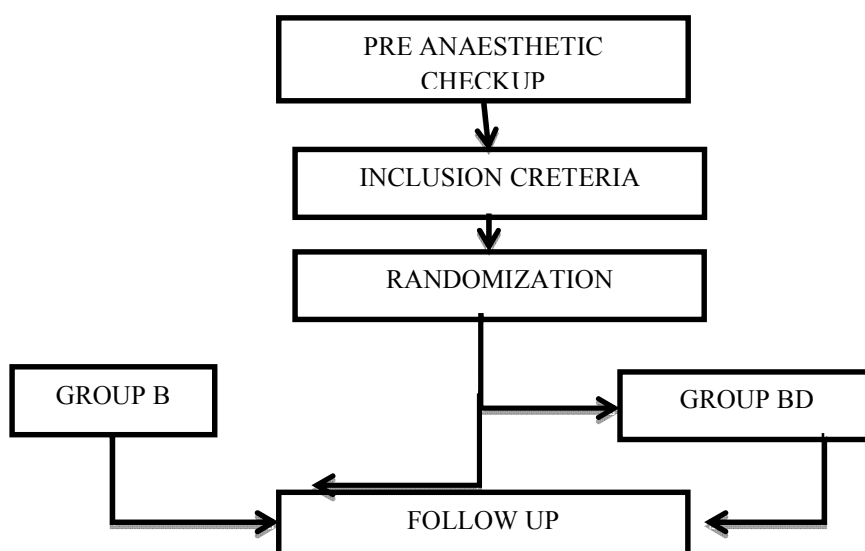 PRE ANAESTHETIC
CHECKUP
INCLUSION CRETERIA
RANDOMIZATION
GROUP B
GROUP BD
FOLLOW UP